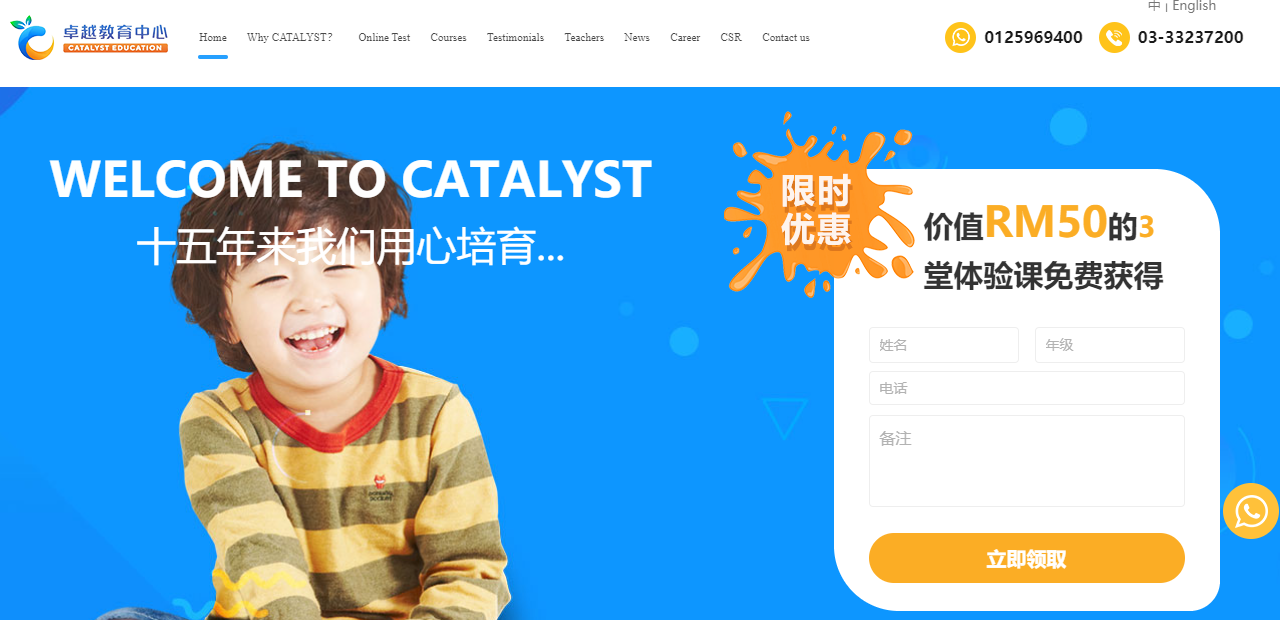 中 | English
卓越教育中心
CATALYST EDUCATION
Home Why CATALYST? Online Test Courses Testimonials Teachers News Career CSR Contact us
0125969400 03-33237200
WELCOME TO CATALYST
十五年来我们用心培育...
限时
优惠
价值RM50的3
堂体验课免费获得
姓名 年级
电话
备注
立即领取